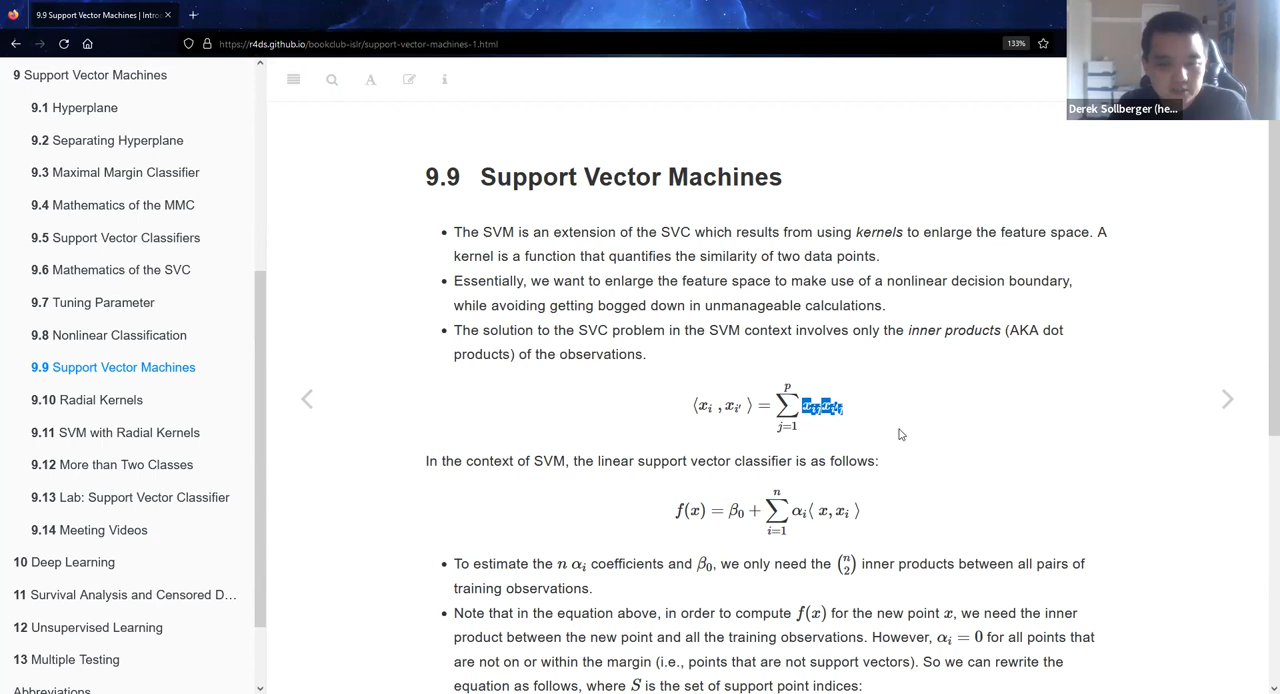 9.9 Support Vector Machines | Intro
https://r4ds.github.io/bookclub-islr/support-vector-machines-1.html
133%
Derek Sollberger (he...
9 Support Vector Machines
9.1 Hyperplane
9.2 Separating Hyperplane
9.3 Maximal Margin Classifier
9.4 Mathematics of the MMC
9.5 Support Vector Classifiers
9.6 Mathematics of the SVC
9.7 Tuning Parameter
9.8 Nonlinear Classification
9.9 Support Vector Machines
9.10 Radial Kernels
9.11 SVM with Radial Kernels
9.12 More than Two Classes
9.13 Lab: Support Vector Classifier
9.14 Meeting Videos
10 Deep Learning
11 Survival Analysis and Censored D…
12 Unsupervised Learning
13 Multiple Testing
Abbreviations
9.9 Support Vector Machines
• The SVM is an extension of the SVC which results from using kernels to enlarge the feature space. A
kernel is a function that quantifies the similarity of two data points.
• Essentially, we want to enlarge the feature space to make use of a nonlinear decision boundary,
while avoiding getting bogged down in unmanageable calculations.
• The solution to the SVC problem in the SVM context involves only the inner products (AKA dot
products) of the observations.
⟨x_i , x_i′ ⟩ = ∑_{j=1}^{p} x_ij x_i′j
In the context of SVM, the linear support vector classifier is as follows:
f(x) = β_0 + ∑_{i=1}^{n} α_i⟨ x, x_i ⟩
• To estimate the n α_i coefficients and β_0, we only need the (n 2) inner products between all pairs of
training observations.
• Note that in the equation above, in order to compute f(x) for the new point x, we need the inner
product between the new point and all the training observations. However, α_i = 0 for all points that
are not on or within the margin (i.e., points that are not support vectors). So we can rewrite the
equation as follows, where S is the set of support point indices: